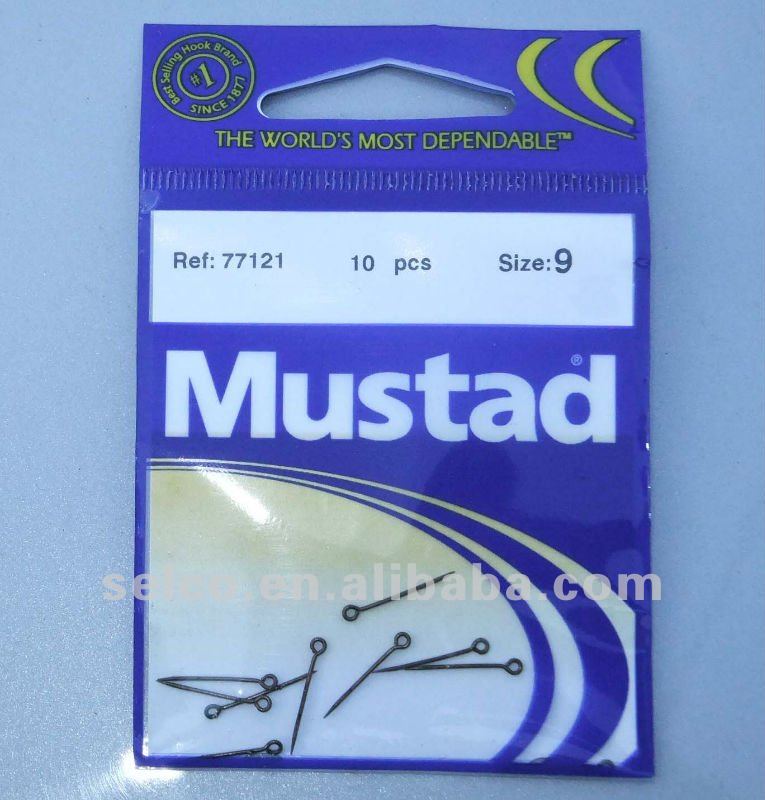 Best Selling Hook Brand
#1
SINCE 1877
THE WORLD'S MOST DEPENDABLE™
Ref: 77121 10 pcs Size: 9
Mustad®
selco.en.alibaba.com